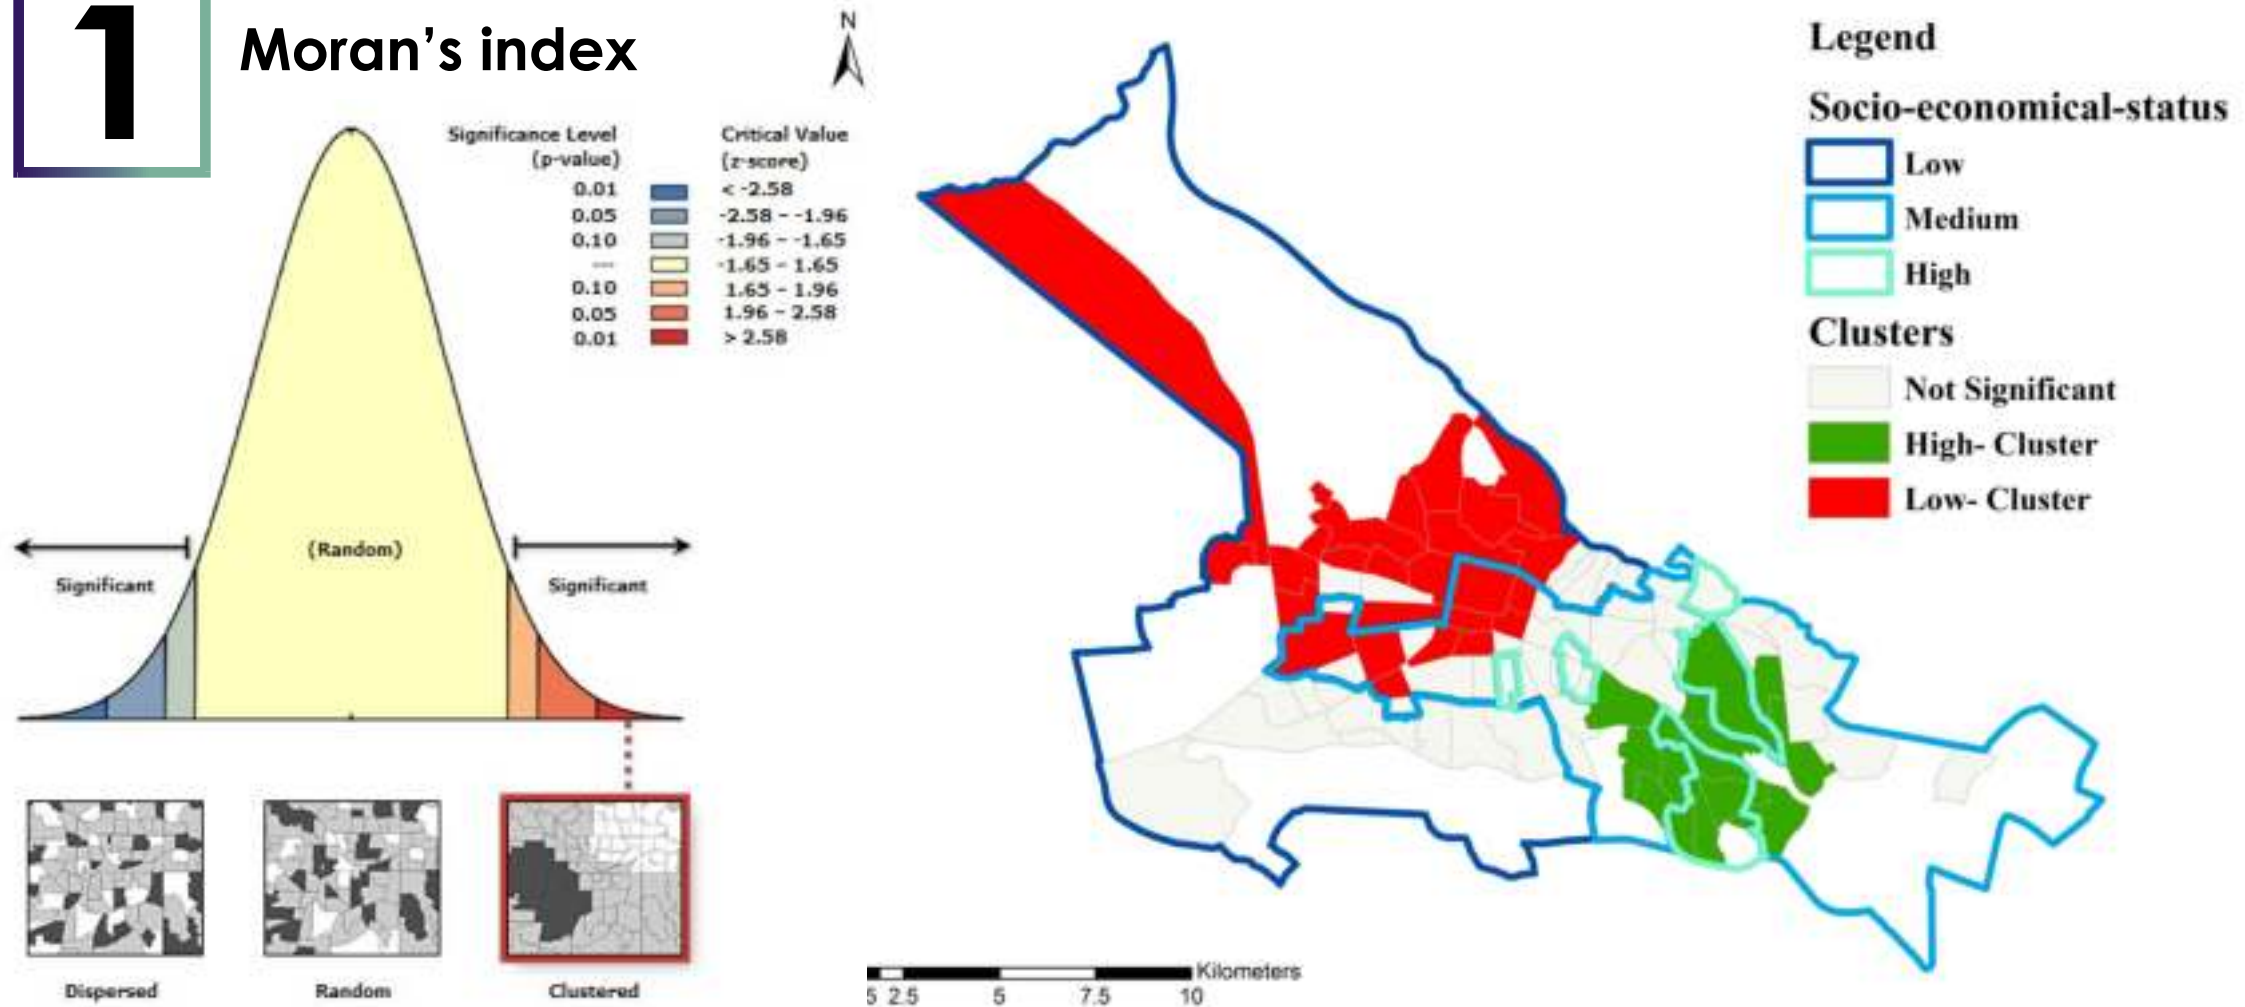 1
Moran's index
Significance Level
(p-value)
Critical Value
(z-score)
0.01 < -2.58
0.05 -2.58 - -1.96
0.10 -1.96 - -1.65
--- -1.65 - 1.65
0.10 1.65 - 1.96
0.05 1.96 - 2.58
0.01 > 2.58
(Random)
Significant
Significant
Dispersed
Random
Clustered
N
5 2.5 5 7.5 10
Kilometers
Legend
Socio-economical-status
Low
Medium
High
Clusters
Not Significant
High- Cluster
Low- Cluster